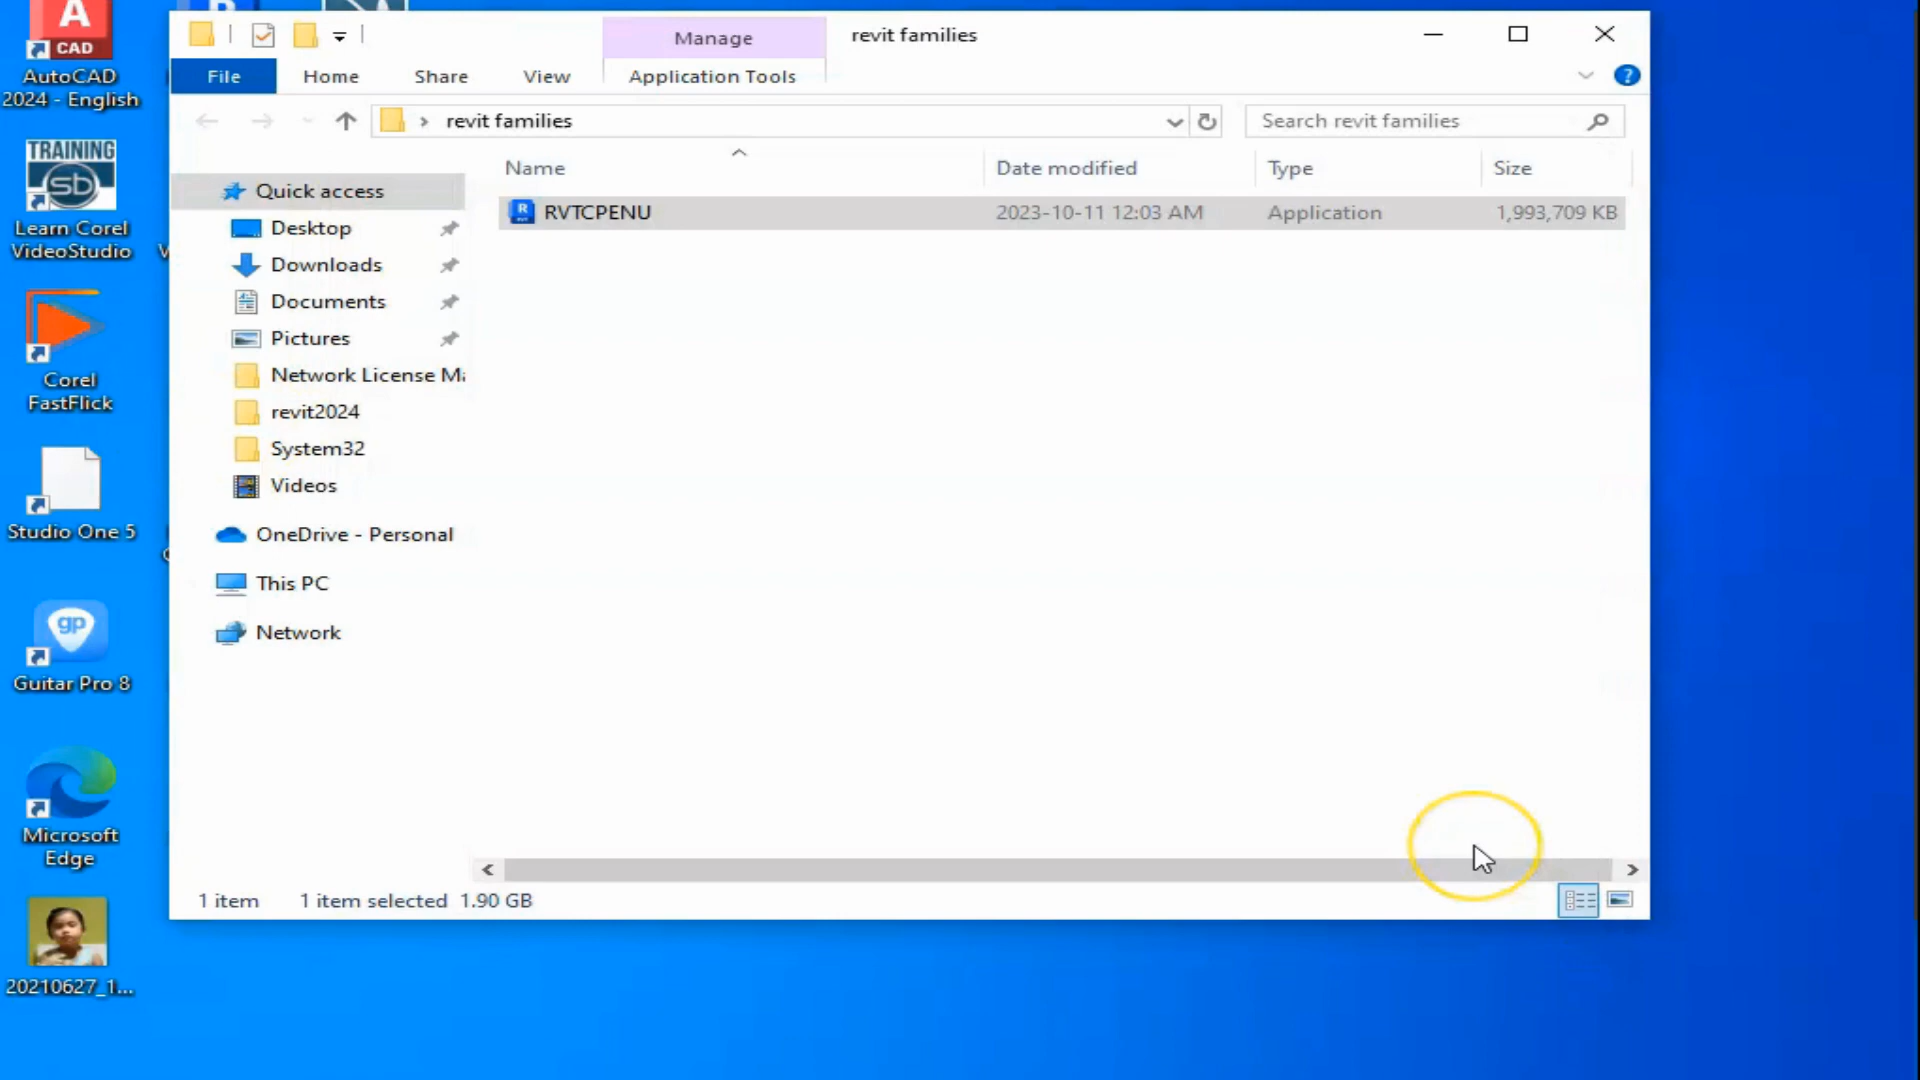 A
CAD
AutoCAD
2024 - English
TRAINING
sb
Learn Corel
VideoStudio
Corel
FastFlick
Studio One 5
gp
Guitar Pro 8
Microsoft
Edge
20210627_1...
Manage
revit families
File
Home
Share
View
Application Tools
?
revit families
Search revit families
Name
Date modified
Type
Size
R
RVTCPENU
2023-10-11 12:03 AM
Application
1,993,709 KB
Quick access
Desktop
Downloads
Documents
Pictures
Network License Ma
revit2024
System32
Videos
OneDrive - Personal
This PC
Network
1 item
1 item selected 1.90 GB